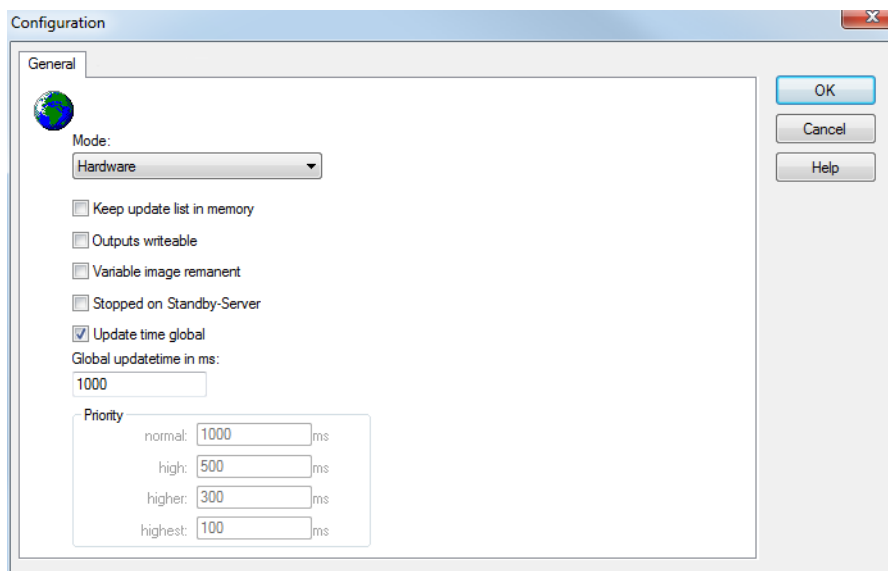 Configuration
General
OK
Cancel
Help
Mode:
Hardware
Keep update list in memory
Outputs writeable
Variable image remanent
Stopped on Standby-Server
Update time global
Global updatetime in ms:
1000
Priority
normal: 1000 ms
high: 500 ms
higher: 300 ms
highest: 100 ms